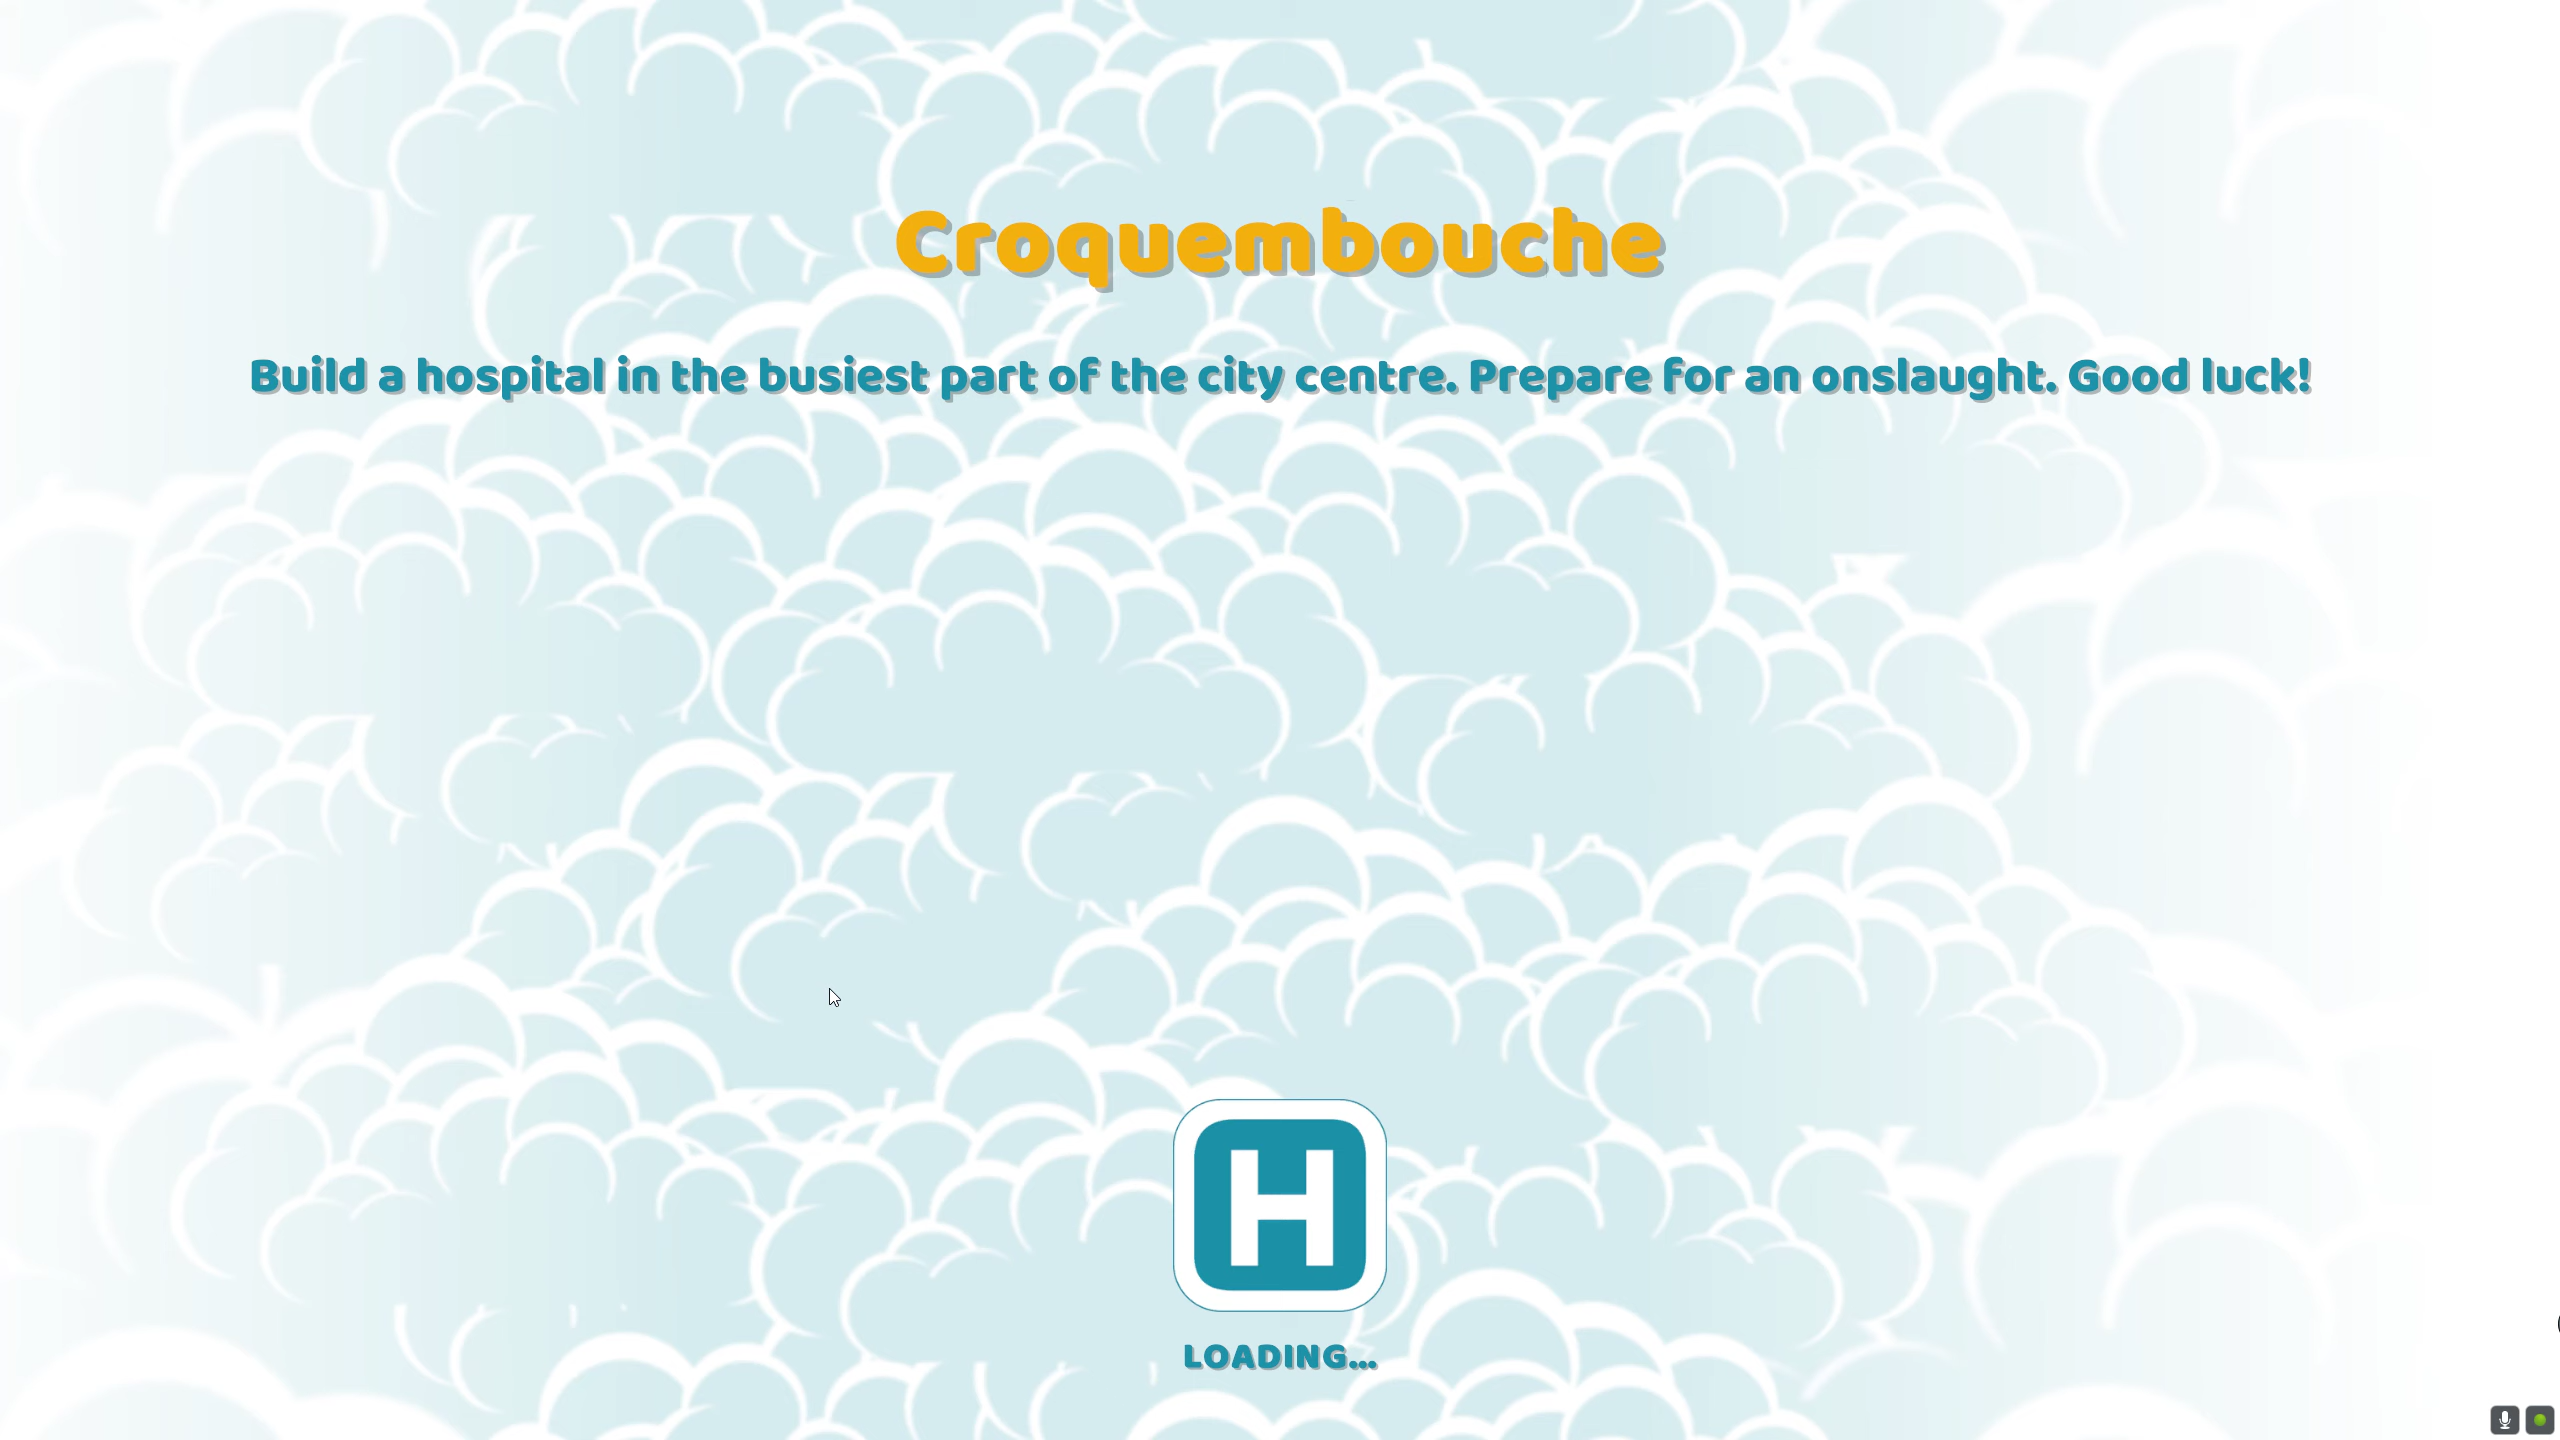 Croquembouche
Build a hospital in the busiest part of the city centre. Prepare for an onslaught. Good luck!
H
LOADING...